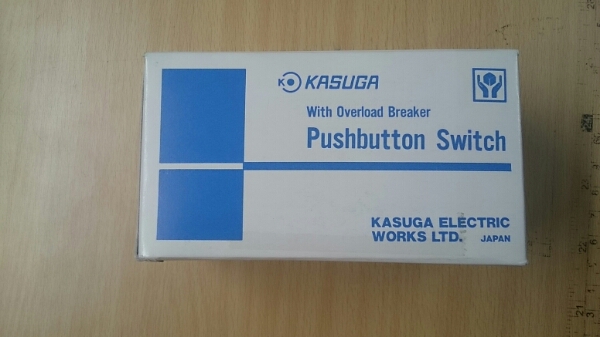 KASUGA
With Overload Breaker
Pushbutton Switch
KASUGA ELECTRIC
WORKS LTD. JAPAN